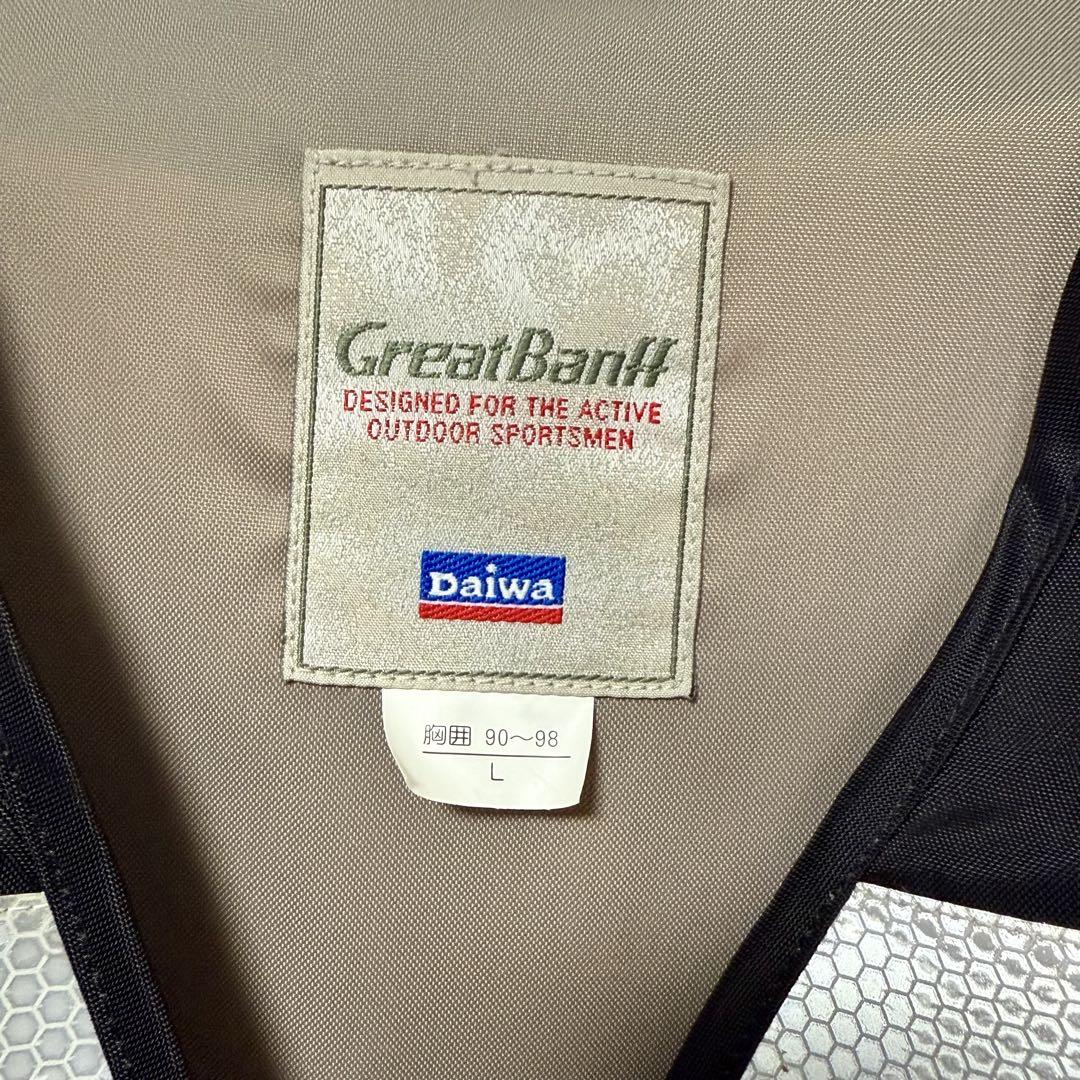 GreatBanff
DESIGNED FOR THE ACTIVE
OUTDOOR SPORTSMEN
Daiwa
胸囲 90〜98
L